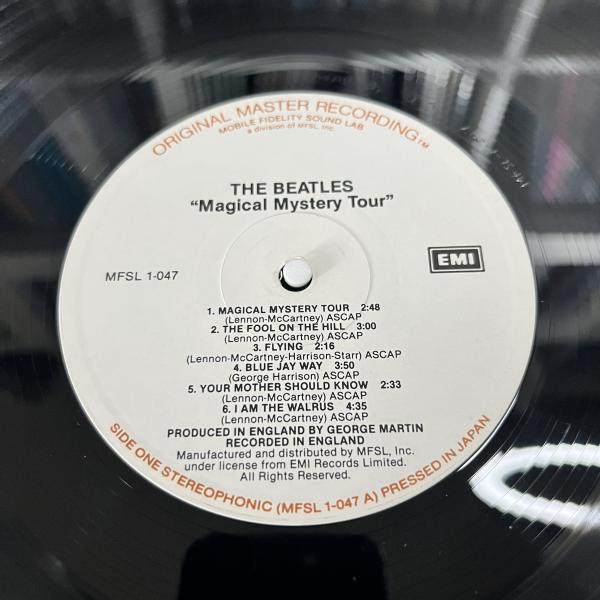 ORIGINAL MASTER RECORDING™
MOBILE FIDELITY SOUND LAB
a division of MFSL, Inc.
THE BEATLES
"Magical Mystery Tour"
MFSL 1-047
EMI
1. MAGICAL MYSTERY TOUR 2:48
(Lennon-McCartney) ASCAP
2. THE FOOL ON THE HILL 3:00
(Lennon-McCartney) ASCAP
3. FLYING 2:16
(Lennon-McCartney-Harrison-Starr) ASCAP
4. BLUE JAY WAY 3:50
(George Harrison) ASCAP
5. YOUR MOTHER SHOULD KNOW 2:33
(Lennon-McCartney) ASCAP
6. I AM THE WALRUS 4:35
(Lennon-McCartney) ASCAP
PRODUCED IN ENGLAND BY GEORGE MARTIN
RECORDED IN ENGLAND
Manufactured and distributed by MFSL, Inc.
under license from EMI Records Limited.
All Rights Reserved.
SIDE ONE STEREOPHONIC (MFSL 1-047 A) PRESSED IN JAPAN